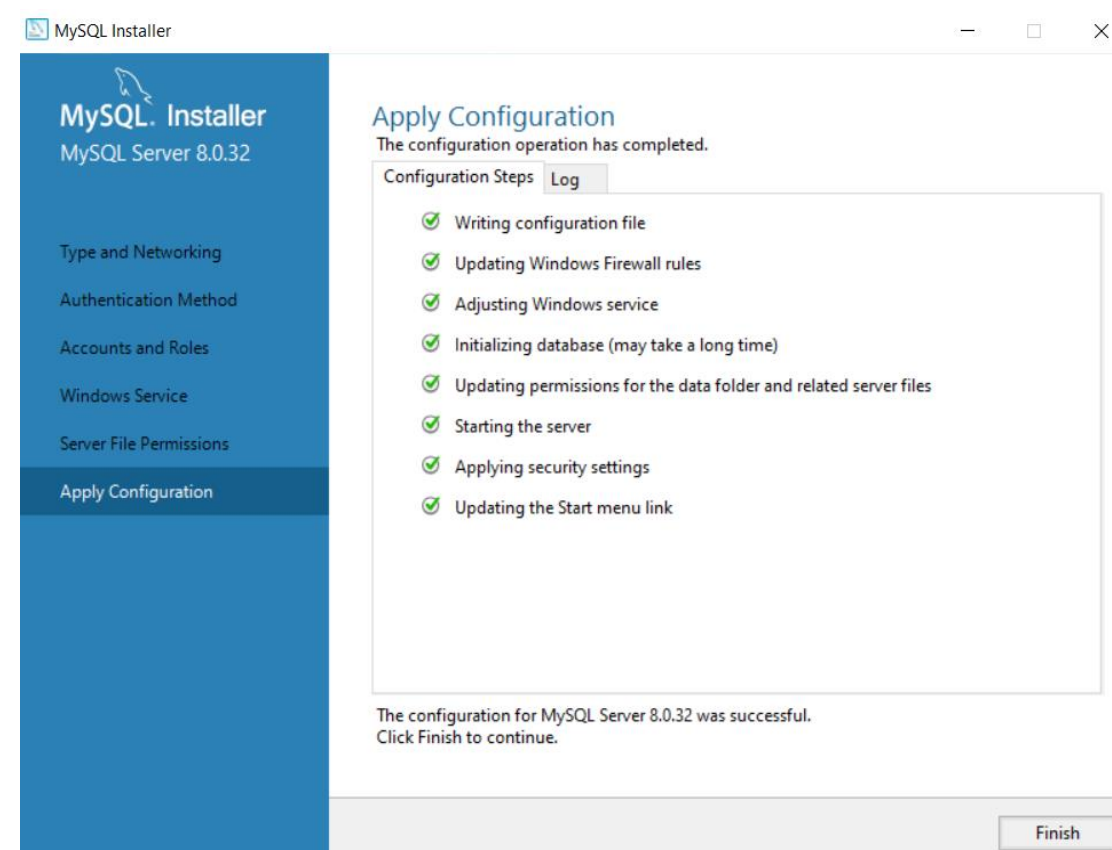 MySQL Installer
MySQL. Installer
MySQL Server 8.0.32
Type and Networking
Authentication Method
Accounts and Roles
Windows Service
Server File Permissions
Apply Configuration
Apply Configuration
The configuration operation has completed.
Configuration Steps Log
Writing configuration file
Updating Windows Firewall rules
Adjusting Windows service
Initializing database (may take a long time)
Updating permissions for the data folder and related server files
Starting the server
Applying security settings
Updating the Start menu link
The configuration for MySQL Server 8.0.32 was successful.
Click Finish to continue.
Finish